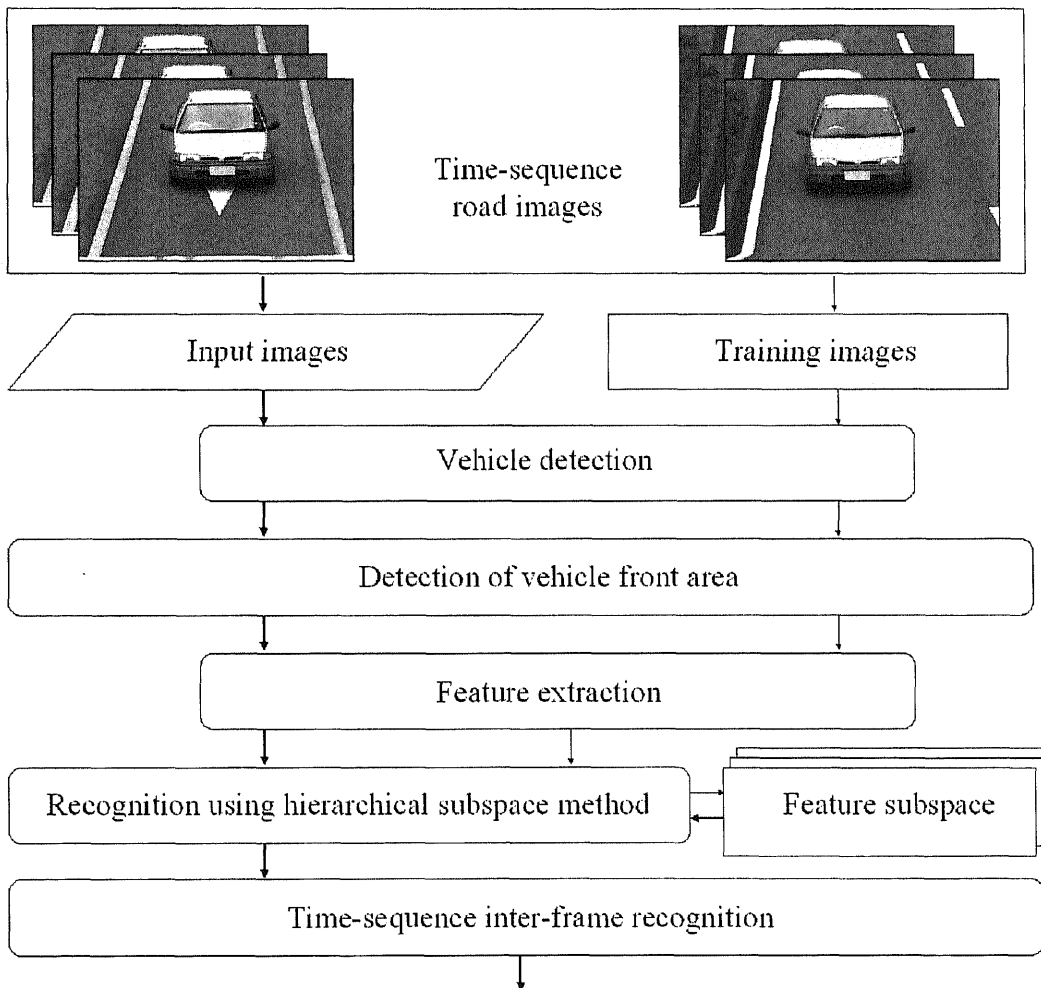 Time-sequence
road images
Input images
Training images
Vehicle detection
Detection of vehicle front area
Feature extraction
Recognition using hierarchical subspace method
Feature subspace
Time-sequence inter-frame recognition